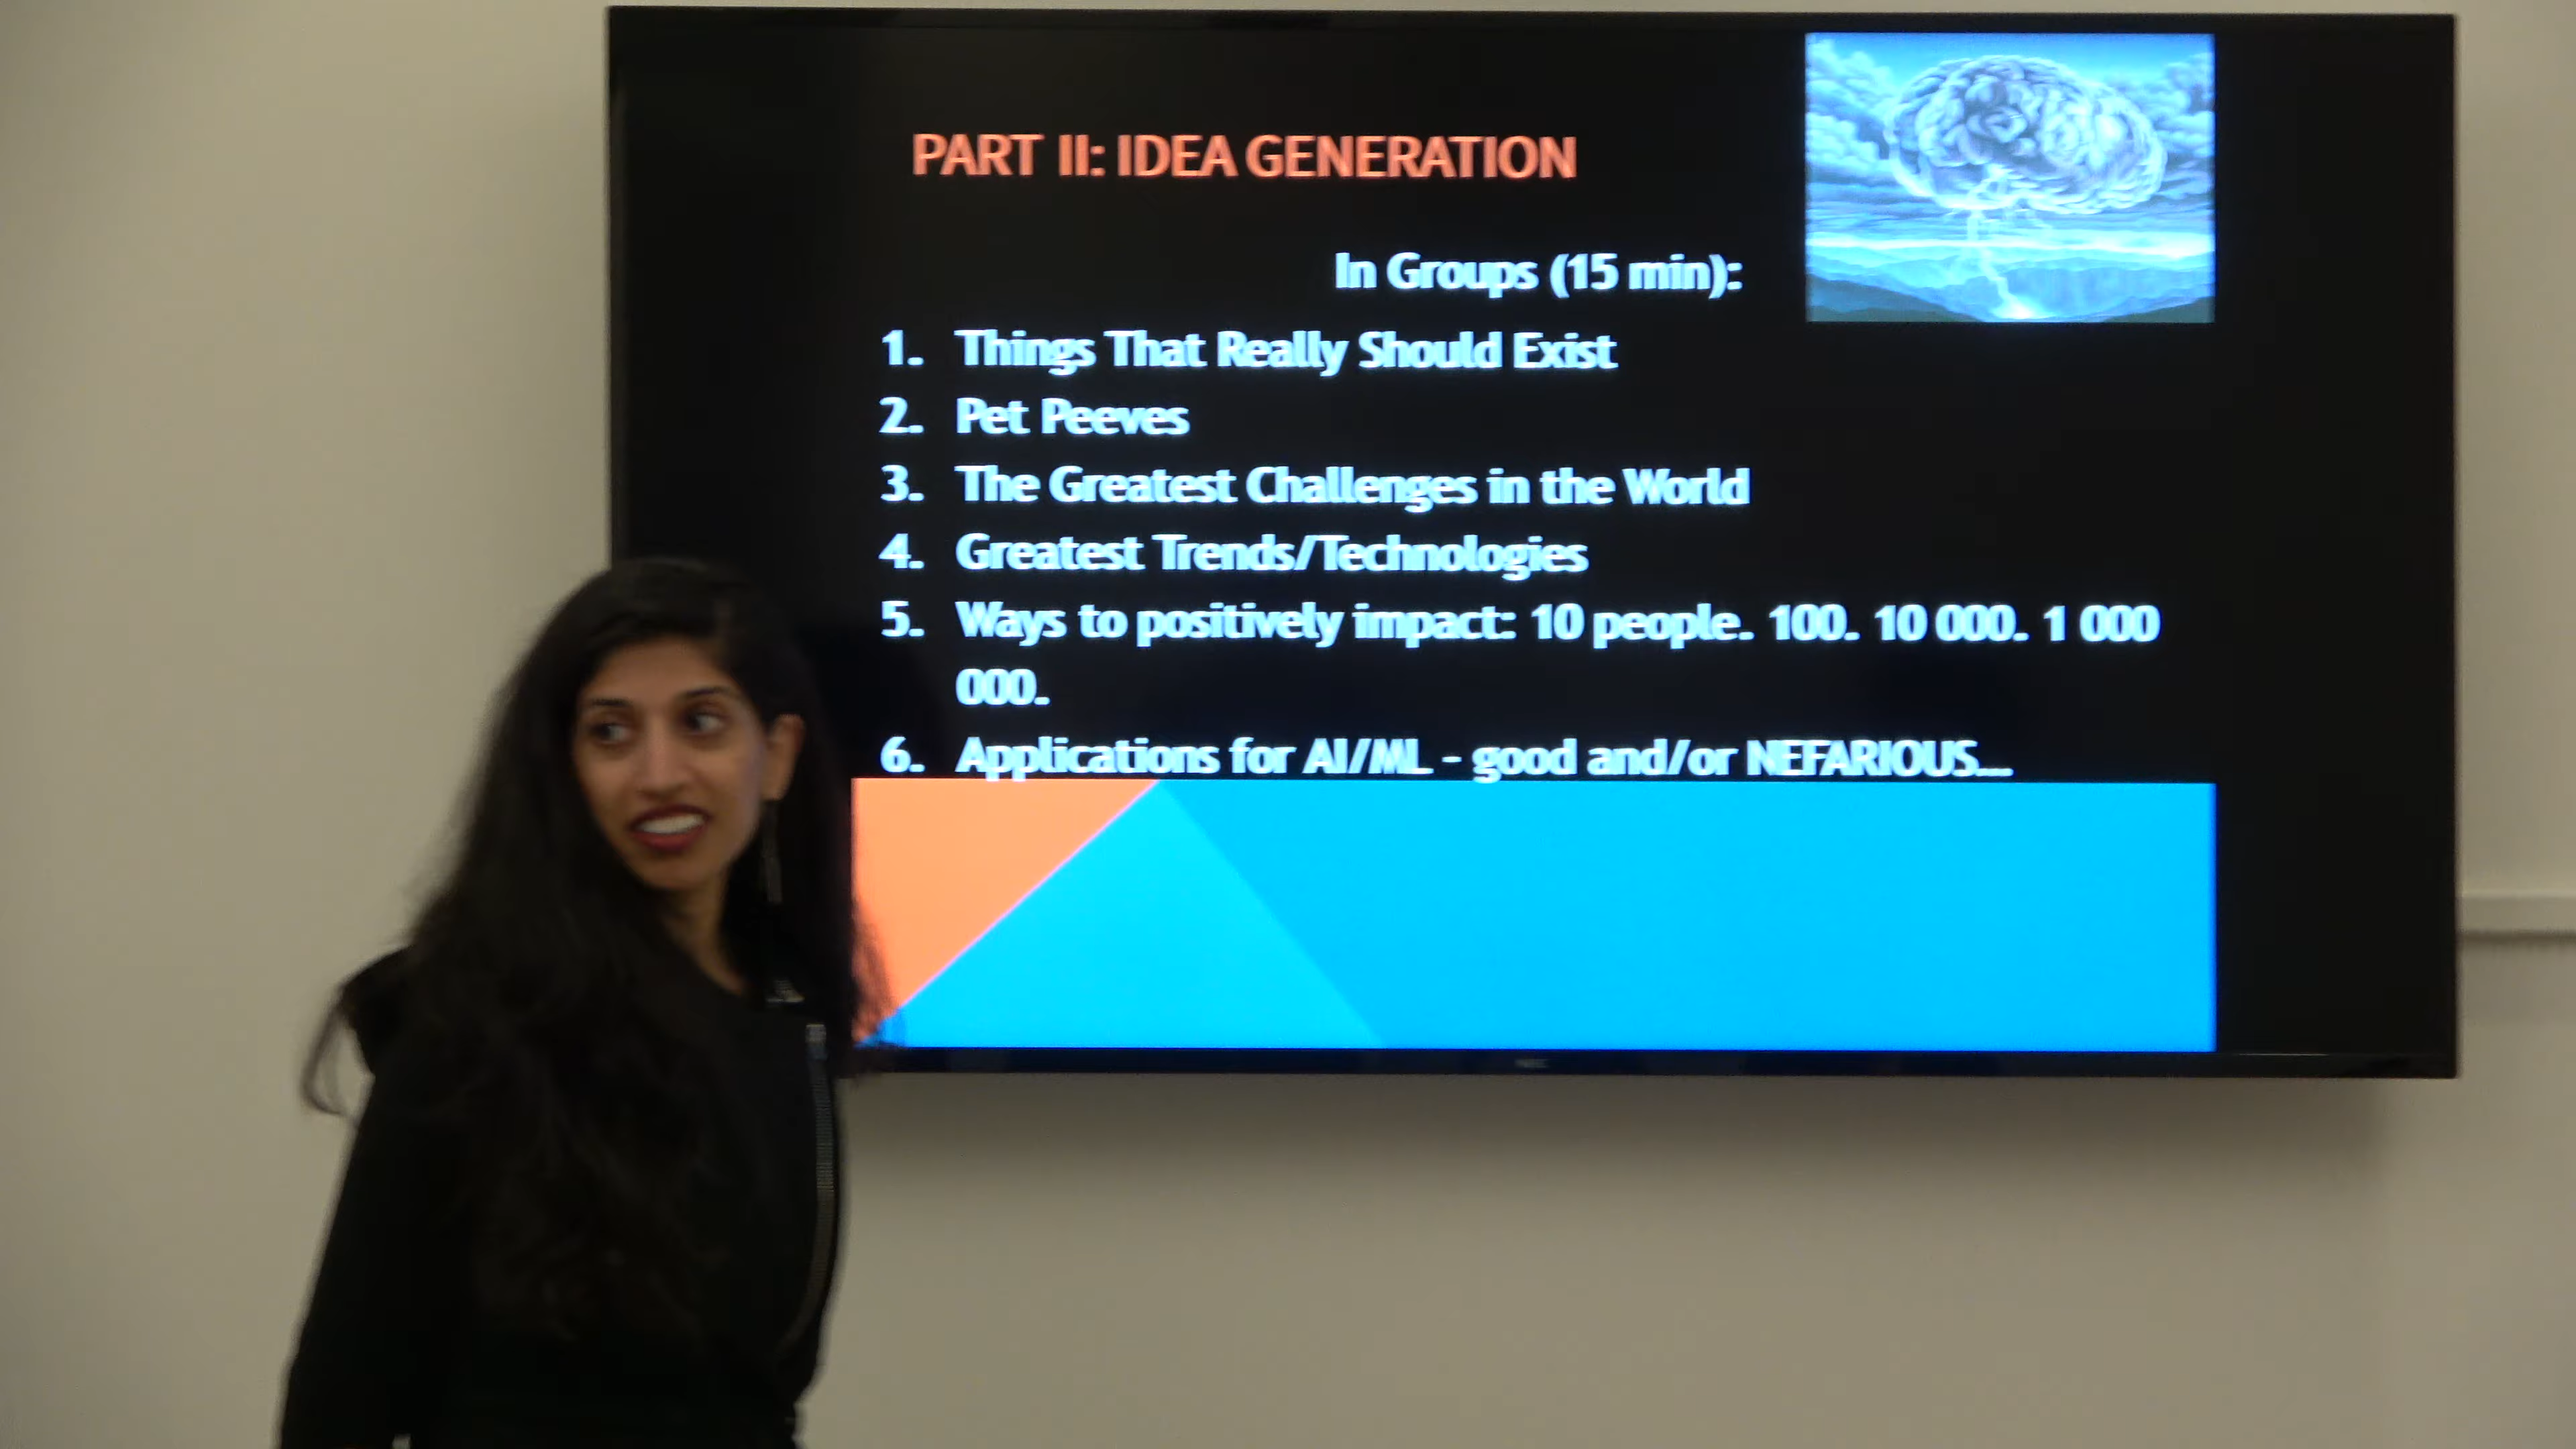 PART II: IDEA GENERATION
In Groups (15 min):
1. Things That Really Should Exist
2. Pet Peeves
3. The Greatest Challenges in the World
4. Greatest Trends/Technologies
5. Ways to positively impact: 10 people. 100. 10 000. 1 000
000.
6. Applications for AI/ML - good and/or NEFARIOUS...